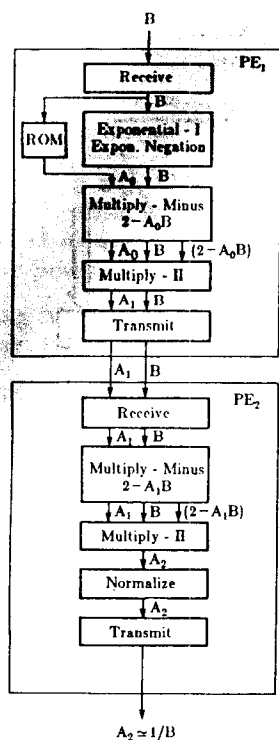 B
PE₁
Receive
B
ROM
Exponential - I
Expon. Negation
A₀ B
Multiply - Minus
2-A₀B
A₀ B (2-A₀B)
Multiply - II
A₁ B
Transmit
A₁ B
PE₂
Receive
A₁ B
Multiply - Minus
2-A₁B
A₁ B (2-A₁B)
Multiply - II
A₂
Normalize
A₂
Transmit
A₂ ≃ 1/B